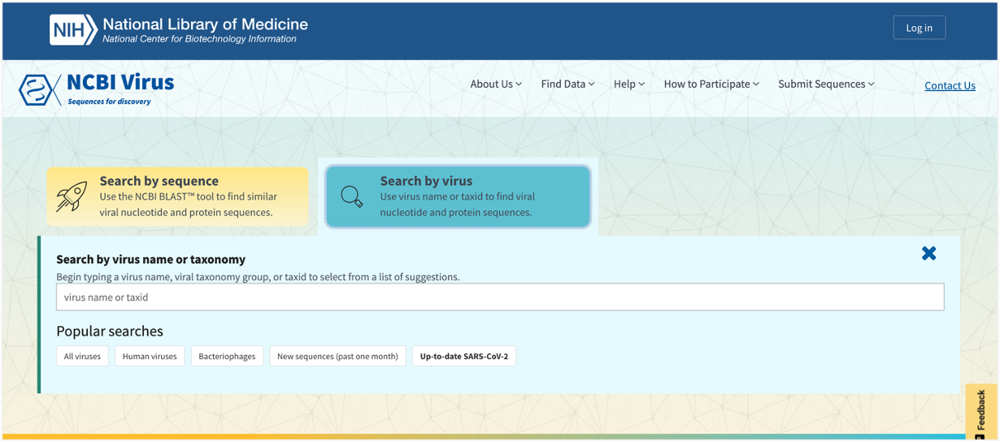 NIH National Library of Medicine
National Center for Biotechnology Information
Log in
NCBI Virus
Sequences for discovery
About Us Find Data Help How to Participate Submit Sequences Contact Us
Search by sequence
Use the NCBI BLAST™ tool to find similar
viral nucleotide and protein sequences.
Search by virus
Use virus name or taxid to find viral
nucleotide and protein sequences.
Search by virus name or taxonomy
Begin typing a virus name, viral taxonomy group, or taxid to select from a list of suggestions.
virus name or taxid
Popular searches
All viruses Human viruses Bacteriophages New sequences (past one month) Up-to-date SARS-CoV-2
Feedback